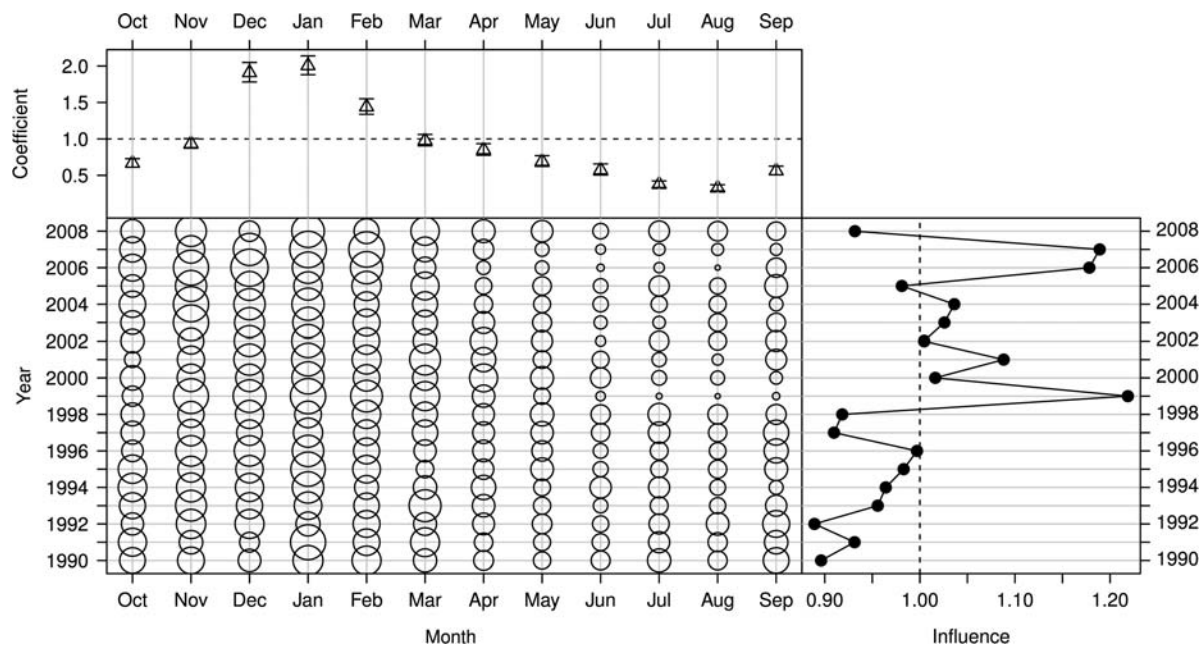 Oct Nov Dec Jan Feb Mar Apr May Jun Jul Aug Sep
Coefficient
2.0
1.5
1.0
0.5
Year
2008 2008
2006 2006
2004 2004
2002 2002
2000 2000
1998 1998
1996 1996
1994 1994
1992 1992
1990 1990
Oct Nov Dec Jan Feb Mar Apr May Jun Jul Aug Sep 0.90 1.00 1.10 1.20
Month Influence